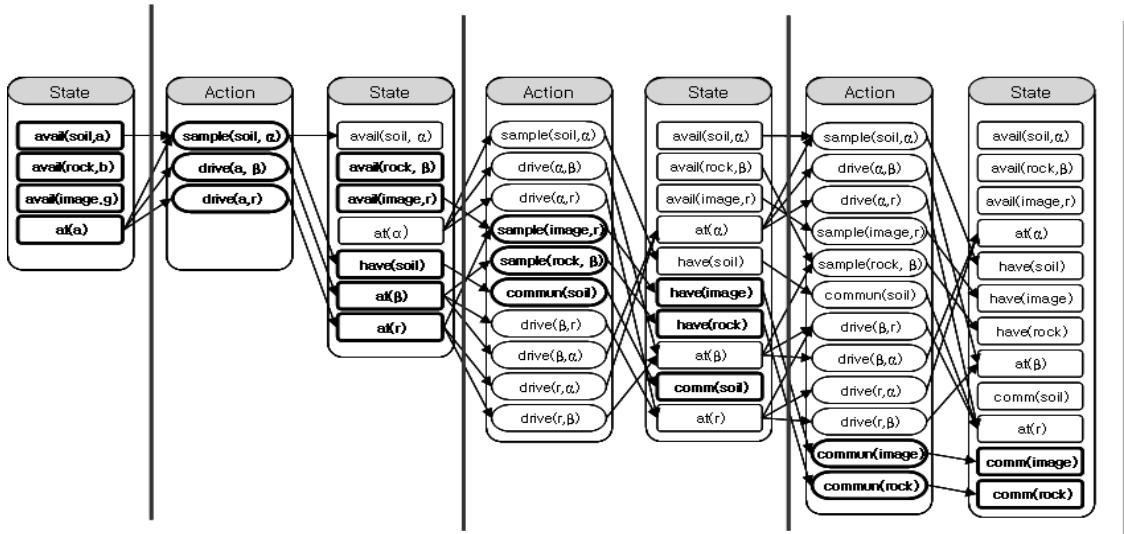 State
avail(soil,a)
avail(rock,b)
avail(image,g)
at(a)
Action
sample(soil, α)
drive(a, β)
drive(a,r)
State
avail(soil, α)
avail(rock, β)
avail(image,r)
at(α)
have(soil)
at(β)
at(r)
Action
sample(soil,α)
drive(α,β)
drive(α,r)
sample(image,r)
sample(rock, β)
commun(soil)
drive(β,r)
drive(β,α)
drive(r,α)
drive(r,β)
State
avail(soil,α)
avail(rock,β)
avail(image,r)
at(α)
have(soil)
have(image)
have(rock)
at(β)
comm(soil)
at(r)
Action
sample(soil,α)
drive(α,β)
drive(α,r)
sample(image,r)
sample(rock, β)
commun(soil)
drive(β,r)
drive(β,α)
drive(r,α)
drive(r,β)
commun(image)
commun(rock)
State
avail(soil,α)
avail(rock,β)
avail(image,r)
at(α)
have(soil)
have(image)
have(rock)
at(β)
comm(soil)
at(r)
comm(image)
comm(rock)